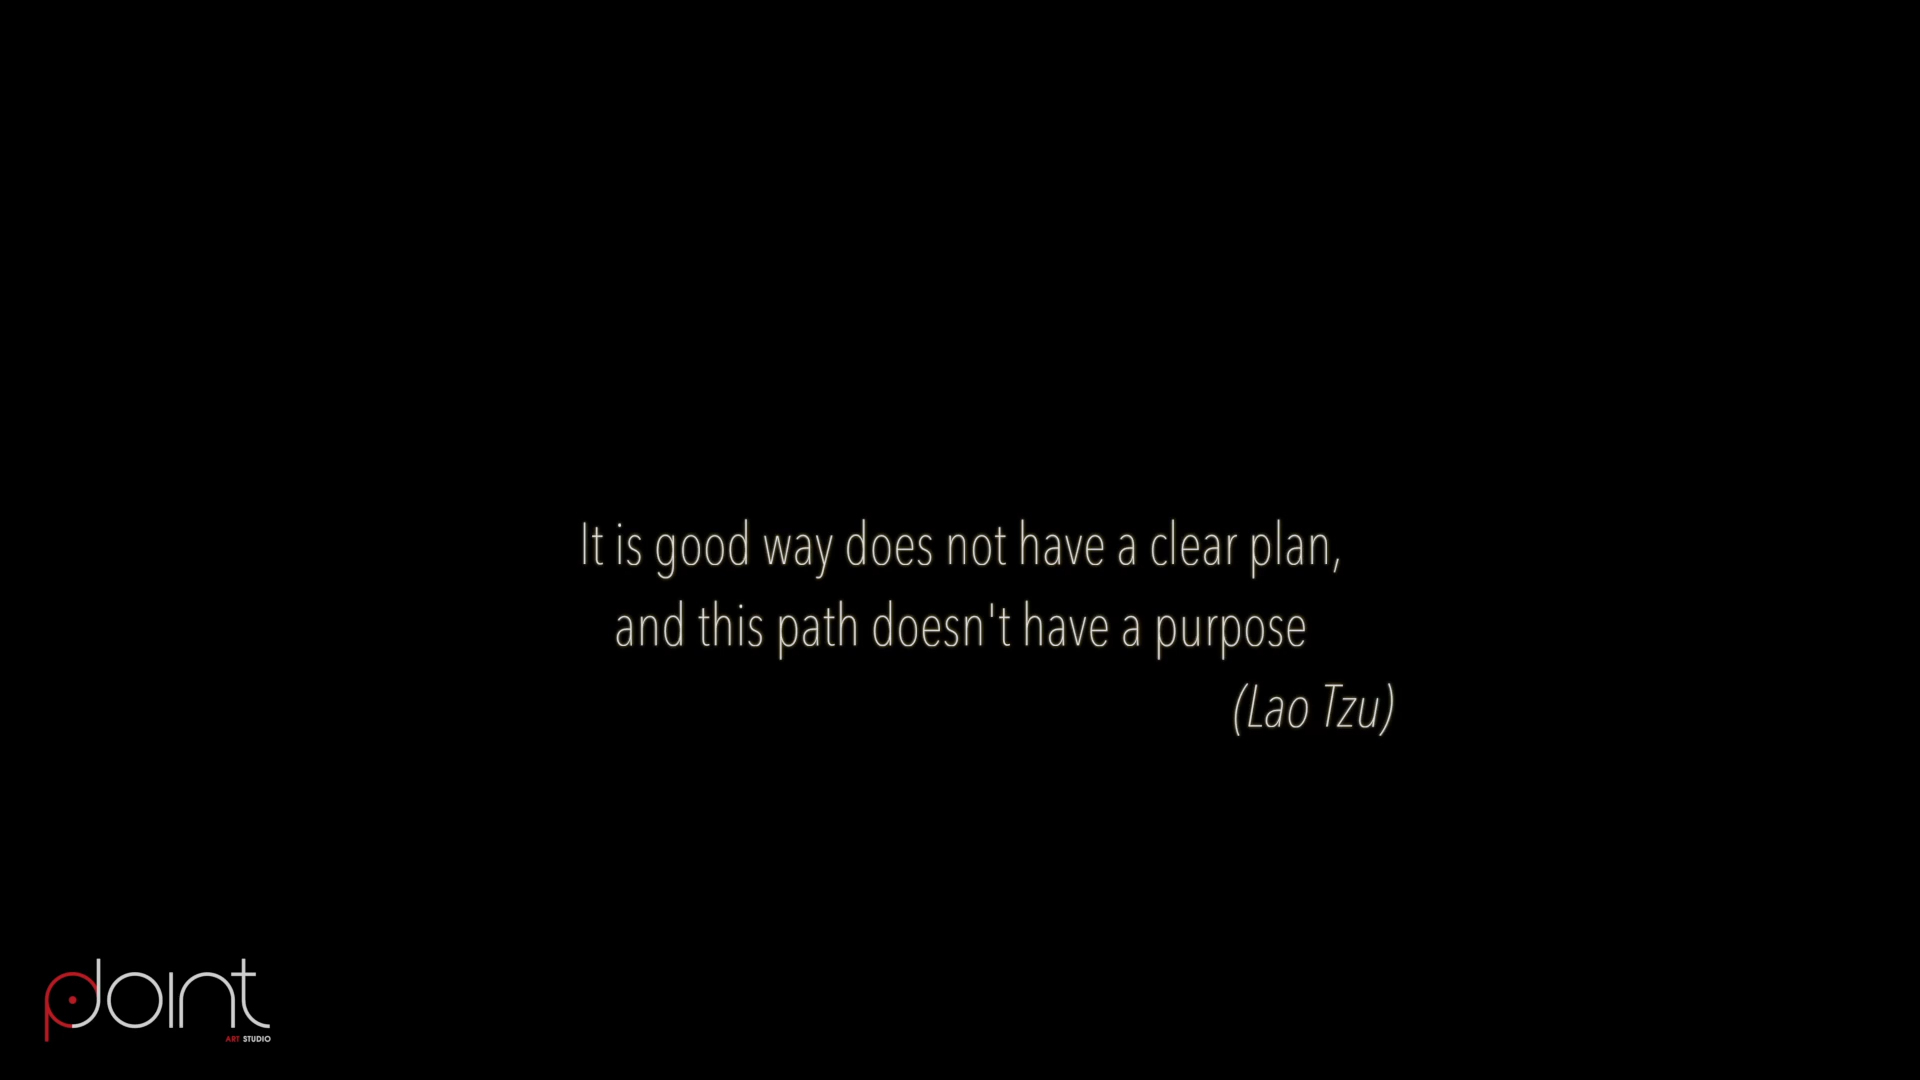 It is good way does not have a clear plan,
and this path doesn't have a purpose
(Lao Tzu)
point
ART STUDIO